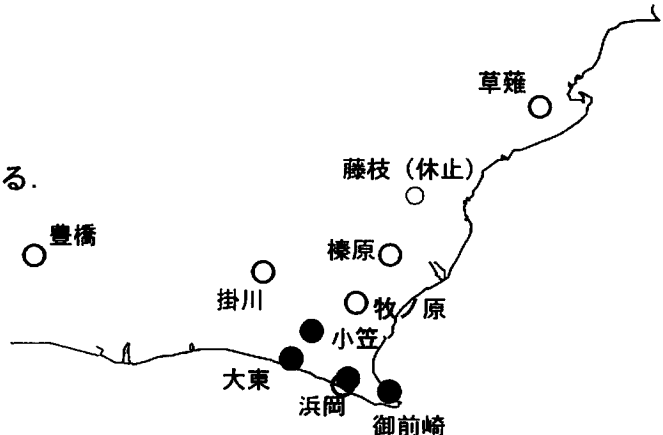 草薙
藤枝（休止）
る.
豊橋
榛原
掛川
牧ノ原
小笠
大東
浜岡
御前崎